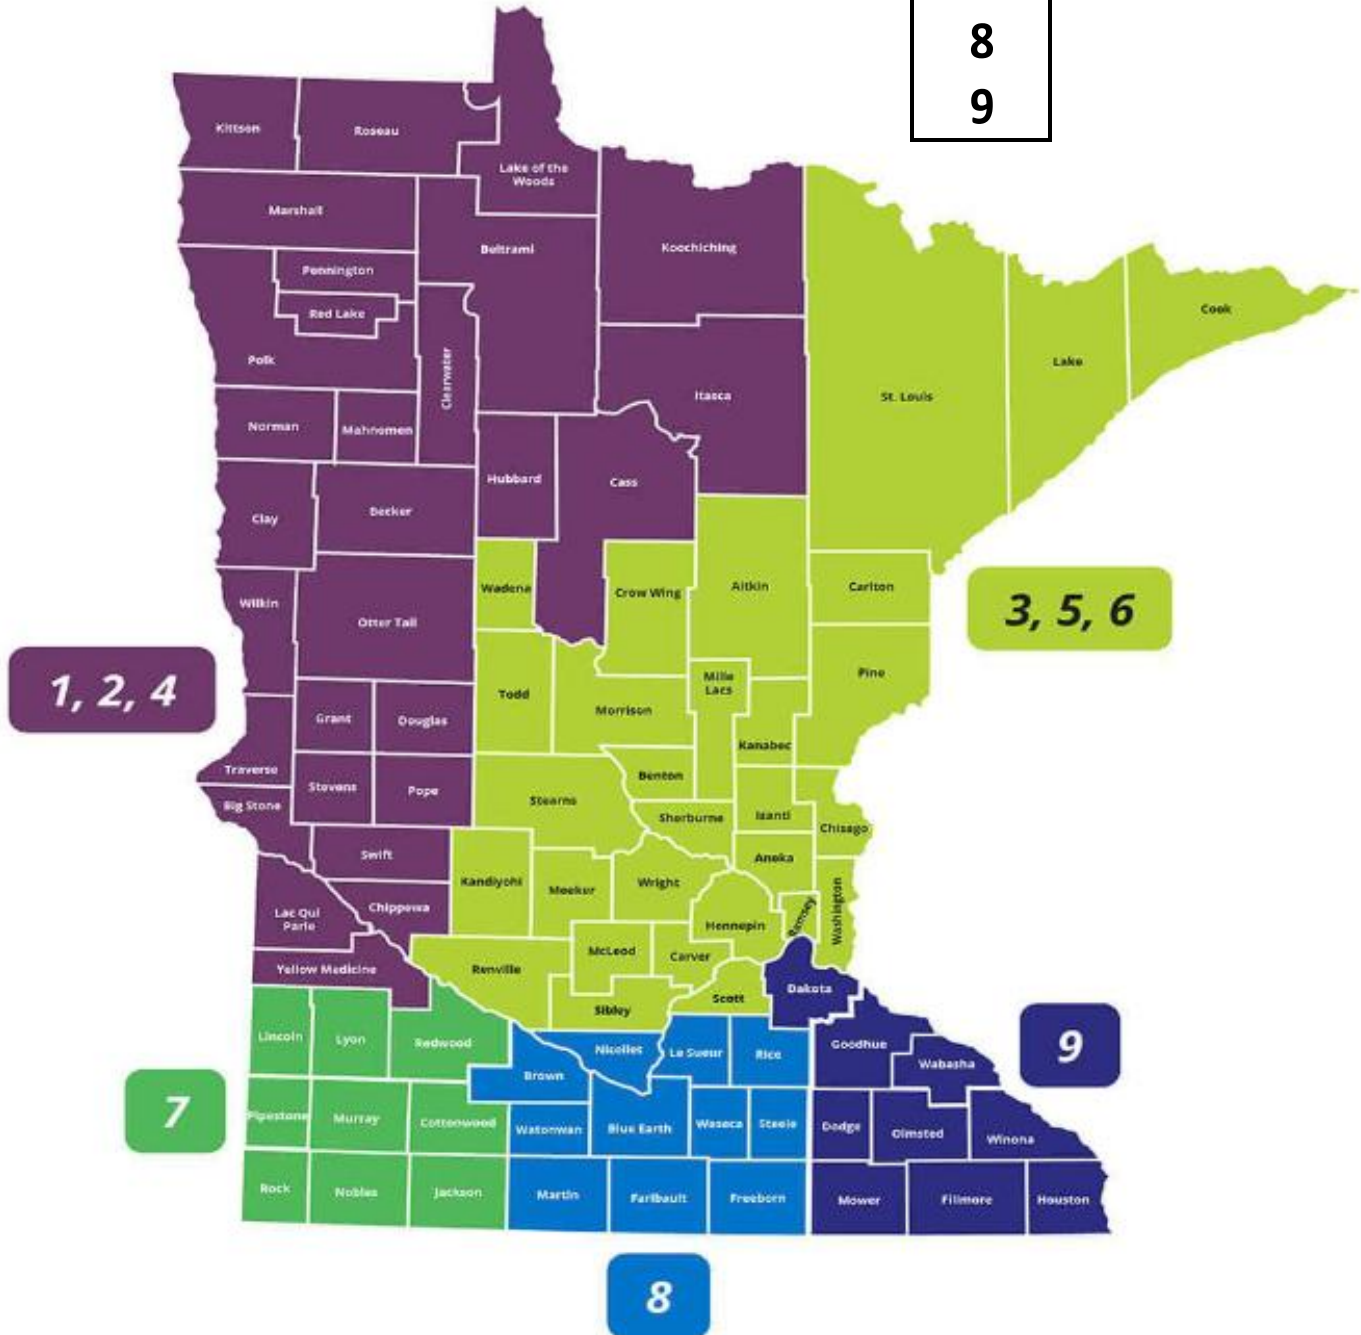 8
9
Kittson
Roseau
Lake of the
Woods
Marshall
Beltrami
Koochiching
Pennington
Red Lake
Polk
Clearwater
Itasca
St. Louis
Lake
Cook
Norman
Mahnomen
Hubbard
Cass
Clay
Becker
Wadena
Crow Wing
Aitkin
Carlton
3, 5, 6
Wilkin
Otter Tail
1, 2, 4
Grant
Douglas
Todd
Morrison
Mille
Lacs
Pine
Kanabec
Traverse
Stevens
Pope
Benton
Big Stone
Stearns
Sherburne
Isanti
Chisago
Swift
Anoka
Kandiyohi
Meeker
Wright
Chippewa
Lac Qui
Parle
Hennepin
Ramsey
Washington
McLeod
Carver
Yellow Medicine
Renville
Scott
Dakota
Sibley
Lincoln
Lyon
Redwood
Nicollet
Le Sueur
Rice
Goodhue
Wabasha
9
Brown
7
Pipestone
Murray
Cottonwood
Watonwan
Blue Earth
Waseca
Steele
Dodge
Olmsted
Winona
Rock
Nobles
Jackson
Martin
Faribault
Freeborn
Mower
Fillmore
Houston
8